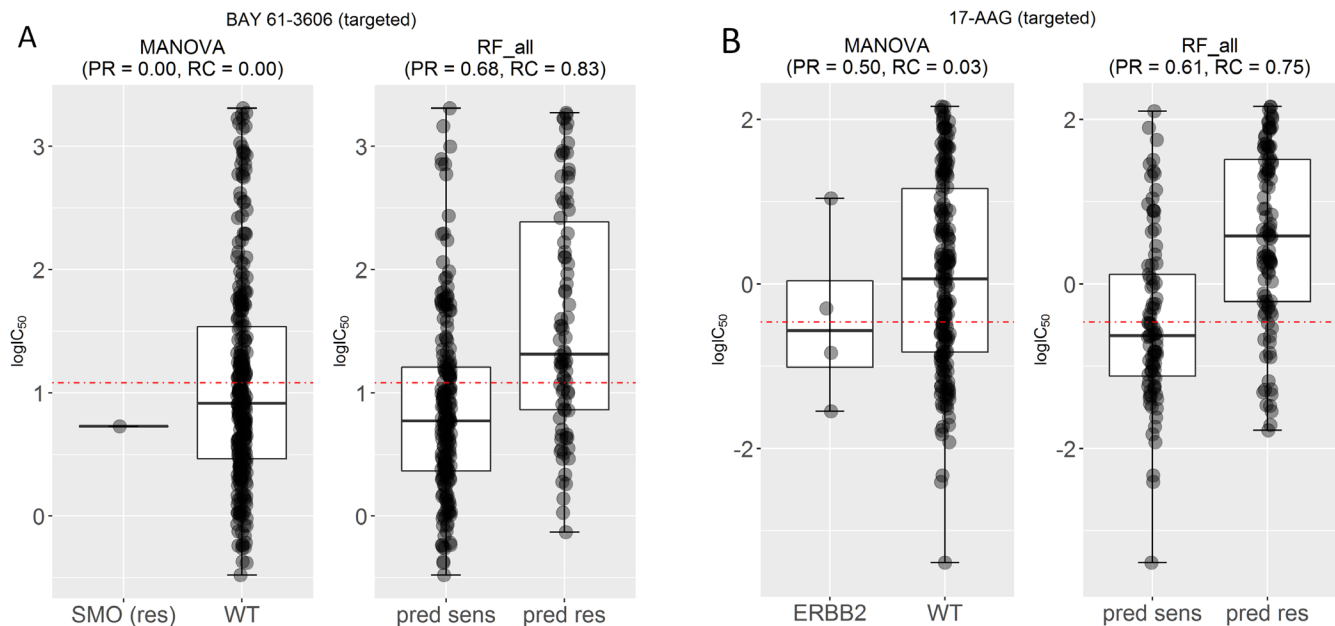 BAY 61-3606 (targeted)
A
MANOVA
(PR = 0.00, RC = 0.00)
RF_all
(PR = 0.68, RC = 0.83)
logIC50
3
2
1
0
SMO (res)
WT
logIC50
3
2
1
0
pred sens
pred res
17-AAG (targeted)
B
MANOVA
(PR = 0.50, RC = 0.03)
RF_all
(PR = 0.61, RC = 0.75)
logIC50
2
0
-2
ERBB2
WT
logIC50
2
0
-2
pred sens
pred res